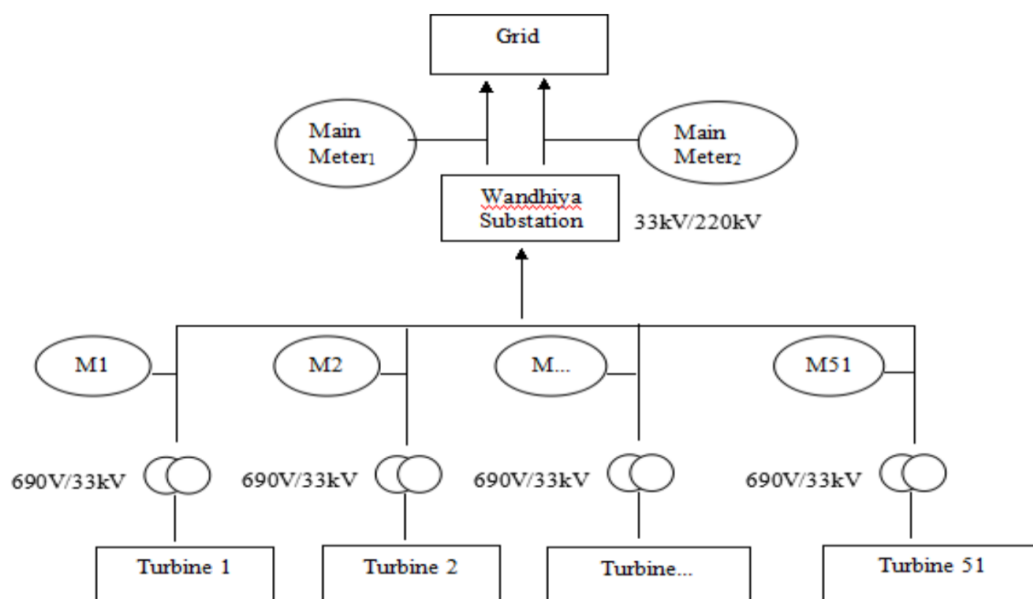 Grid
Main
Meter1
Main
Meter2
Wandhiya
Substation
33kV/220kV
M1
M2
M...
M51
690V/33kV
690V/33kV
690V/33kV
690V/33kV
Turbine 1
Turbine 2
Turbine...
Turbine 51